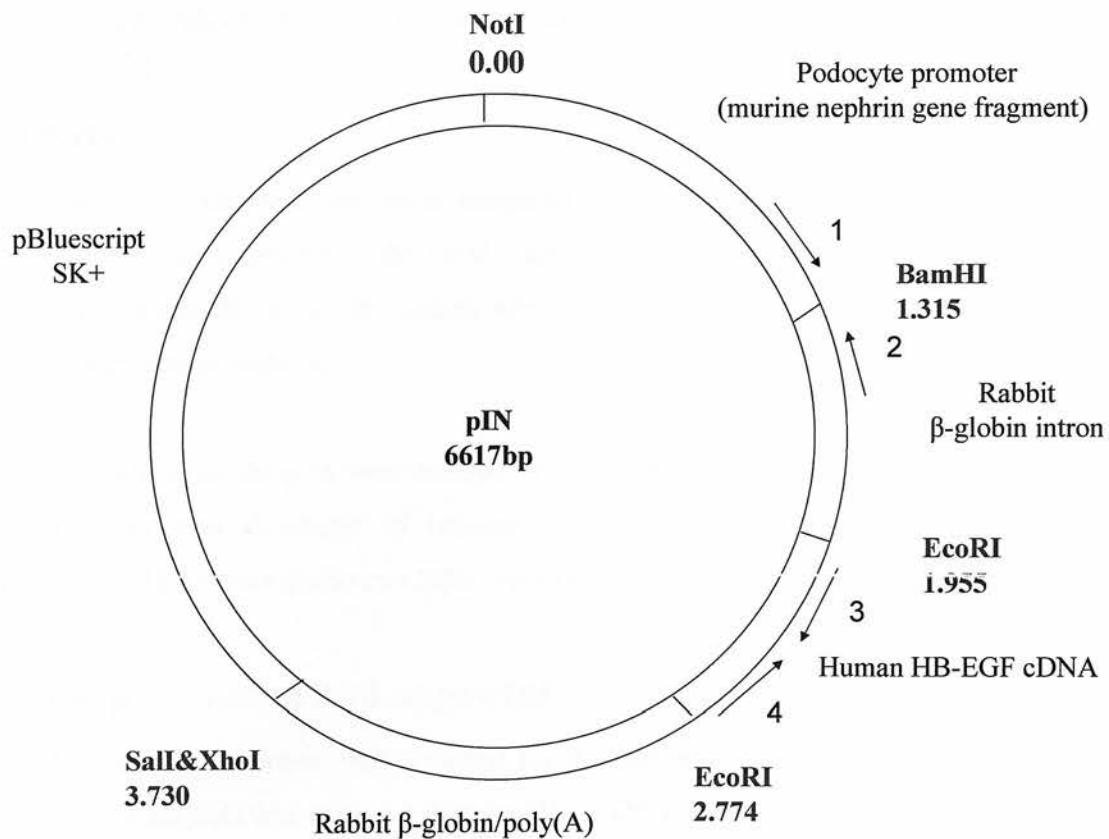 NotI
0.00
Podocyte promoter
(murine nephrin gene fragment)
1
pBluescript
SK+
BamHI
1.315
2
Rabbit
β-globin intron
pIN
6617bp
EcoRI
1.955
3
Human HB-EGF cDNA
4
SalI&XhoI
3.730
EcoRI
2.774
Rabbit β-globin/poly(A)